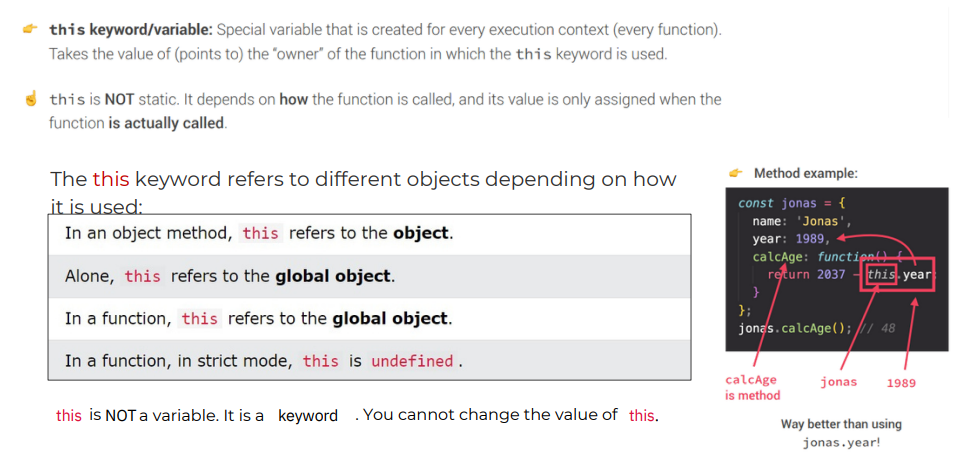 👉 this keyword/variable: Special variable that is created for every execution context (every function).
Takes the value of (points to) the “owner” of the function in which the this keyword is used.
☝️ this is NOT static. It depends on how the function is called, and its value is only assigned when the
function is actually called.
The this keyword refers to different objects depending on how
it is used:
In an object method, this refers to the object.
Alone, this refers to the global object.
In a function, this refers to the global object.
In a function, in strict mode, this is undefined.
this is NOT a variable. It is a keyword . You cannot change the value of this.
👉 Method example:
const jonas = {
name: 'Jonas',
year: 1989,
calcAge: function() {
return 2037 - this.year
}
};
jonas.calcAge(); // 48
calcAge
is method
jonas
1989
Way better than using
jonas.year!